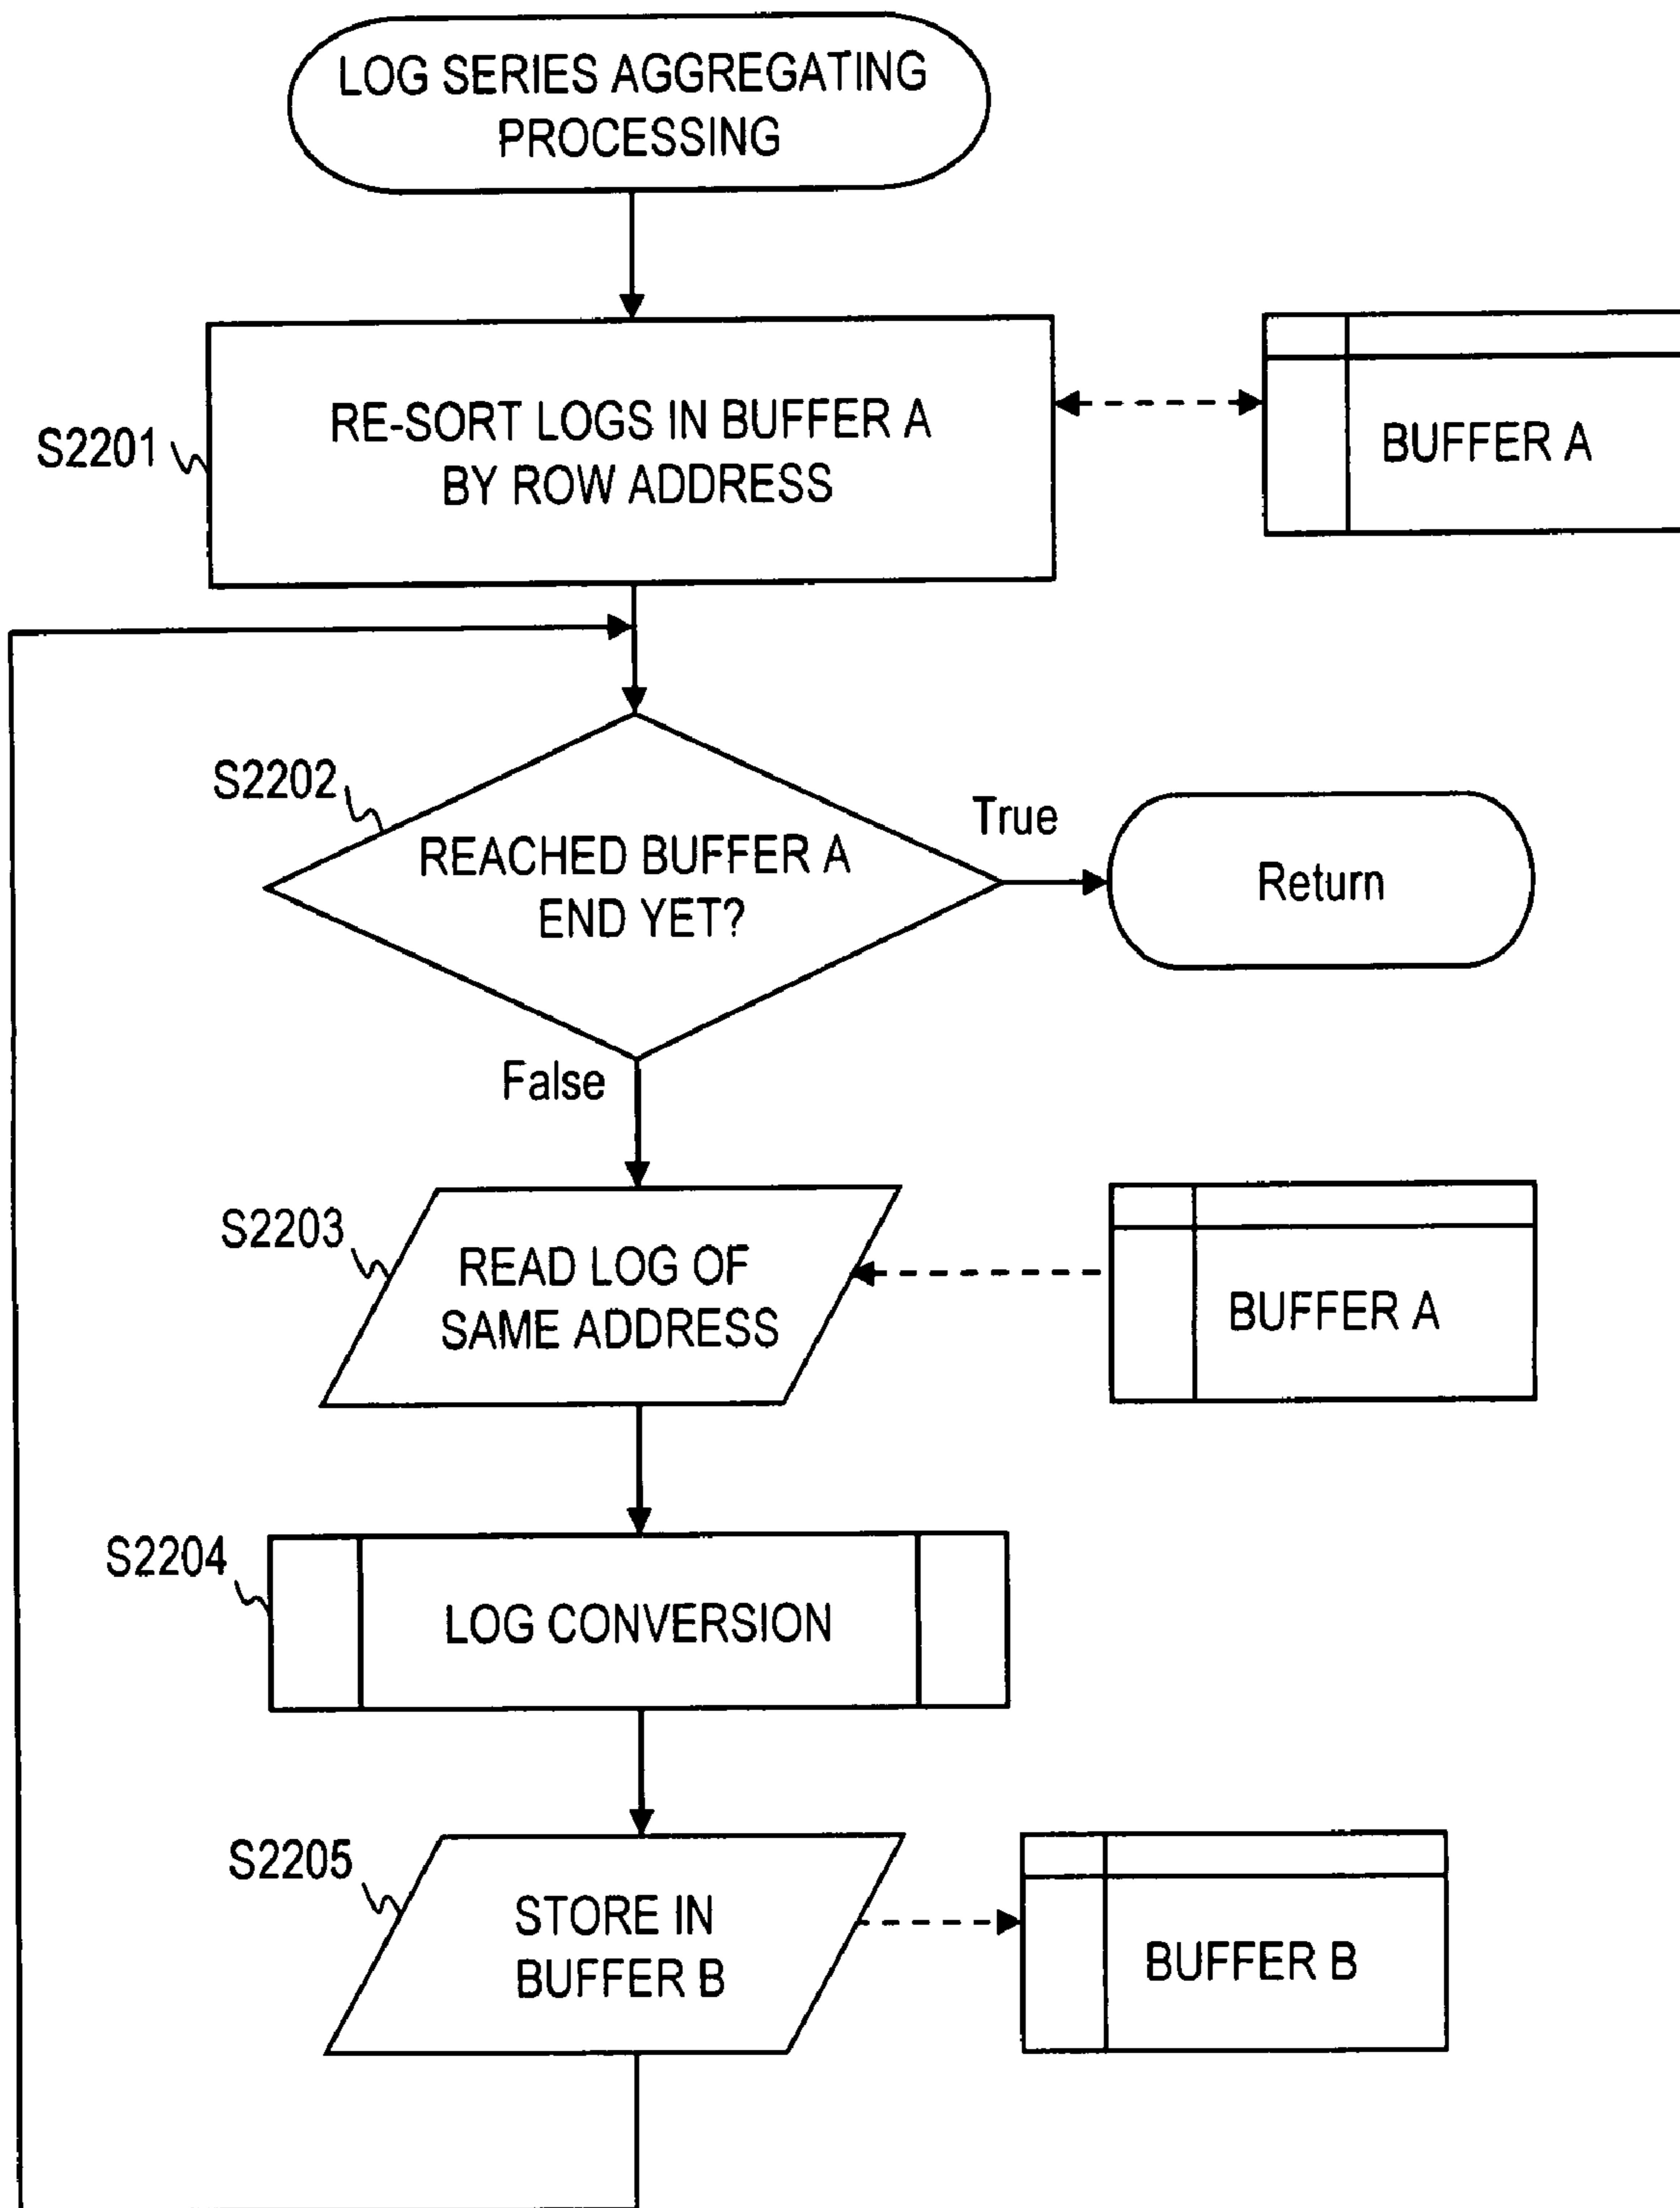 LOG SERIES AGGREGATING
PROCESSING
S2201
RE-SORT LOGS IN BUFFER A
BY ROW ADDRESS
BUFFER A
S2202
REACHED BUFFER A
END YET?
True
Return
False
S2203
READ LOG OF
SAME ADDRESS
BUFFER A
S2204
LOG CONVERSION
S2205
STORE IN
BUFFER B
BUFFER B